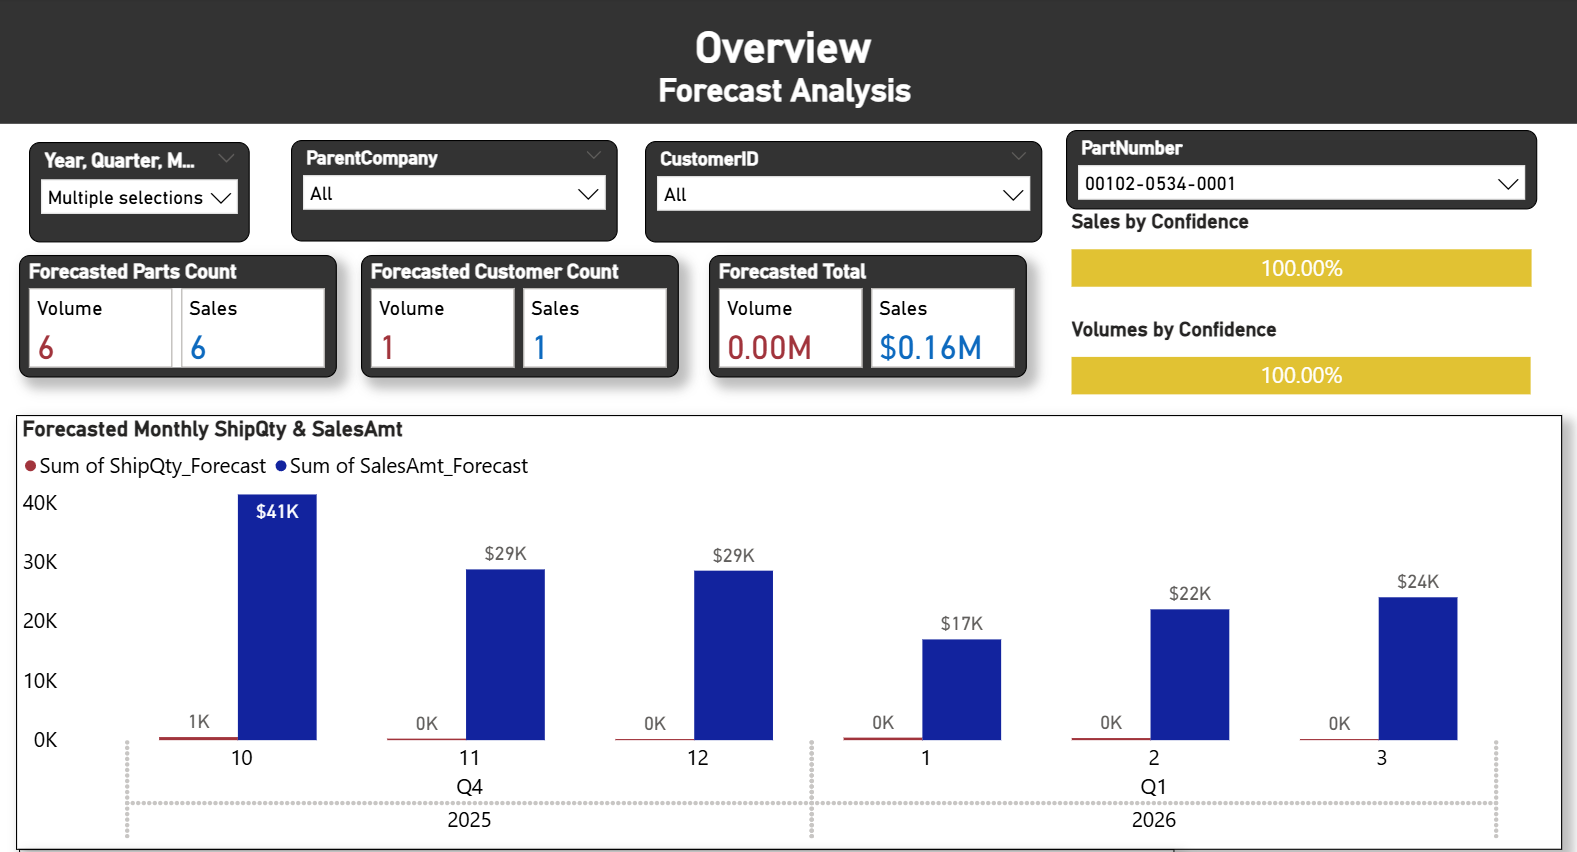 Overview
Forecast Analysis
Year, Quarter, M...
Multiple selections
ParentCompany
All
CustomerID
All
PartNumber
00102-0534-0001
Forecasted Parts Count
Volume
6
Sales
6
Forecasted Customer Count
Volume
1
Sales
1
Forecasted Total
Volume
0.00M
Sales
$0.16M
Sales by Confidence
100.00%
Volumes by Confidence
100.00%
Forecasted Monthly ShipQty & SalesAmt
Sum of ShipQty_Forecast Sum of SalesAmt_Forecast
40K
30K
20K
10K
0K
1K $41K
0K $29K
0K $29K
0K $17K
0K $22K
0K $24K
10 11 12 1 2 3
Q4 Q1
2025 2026